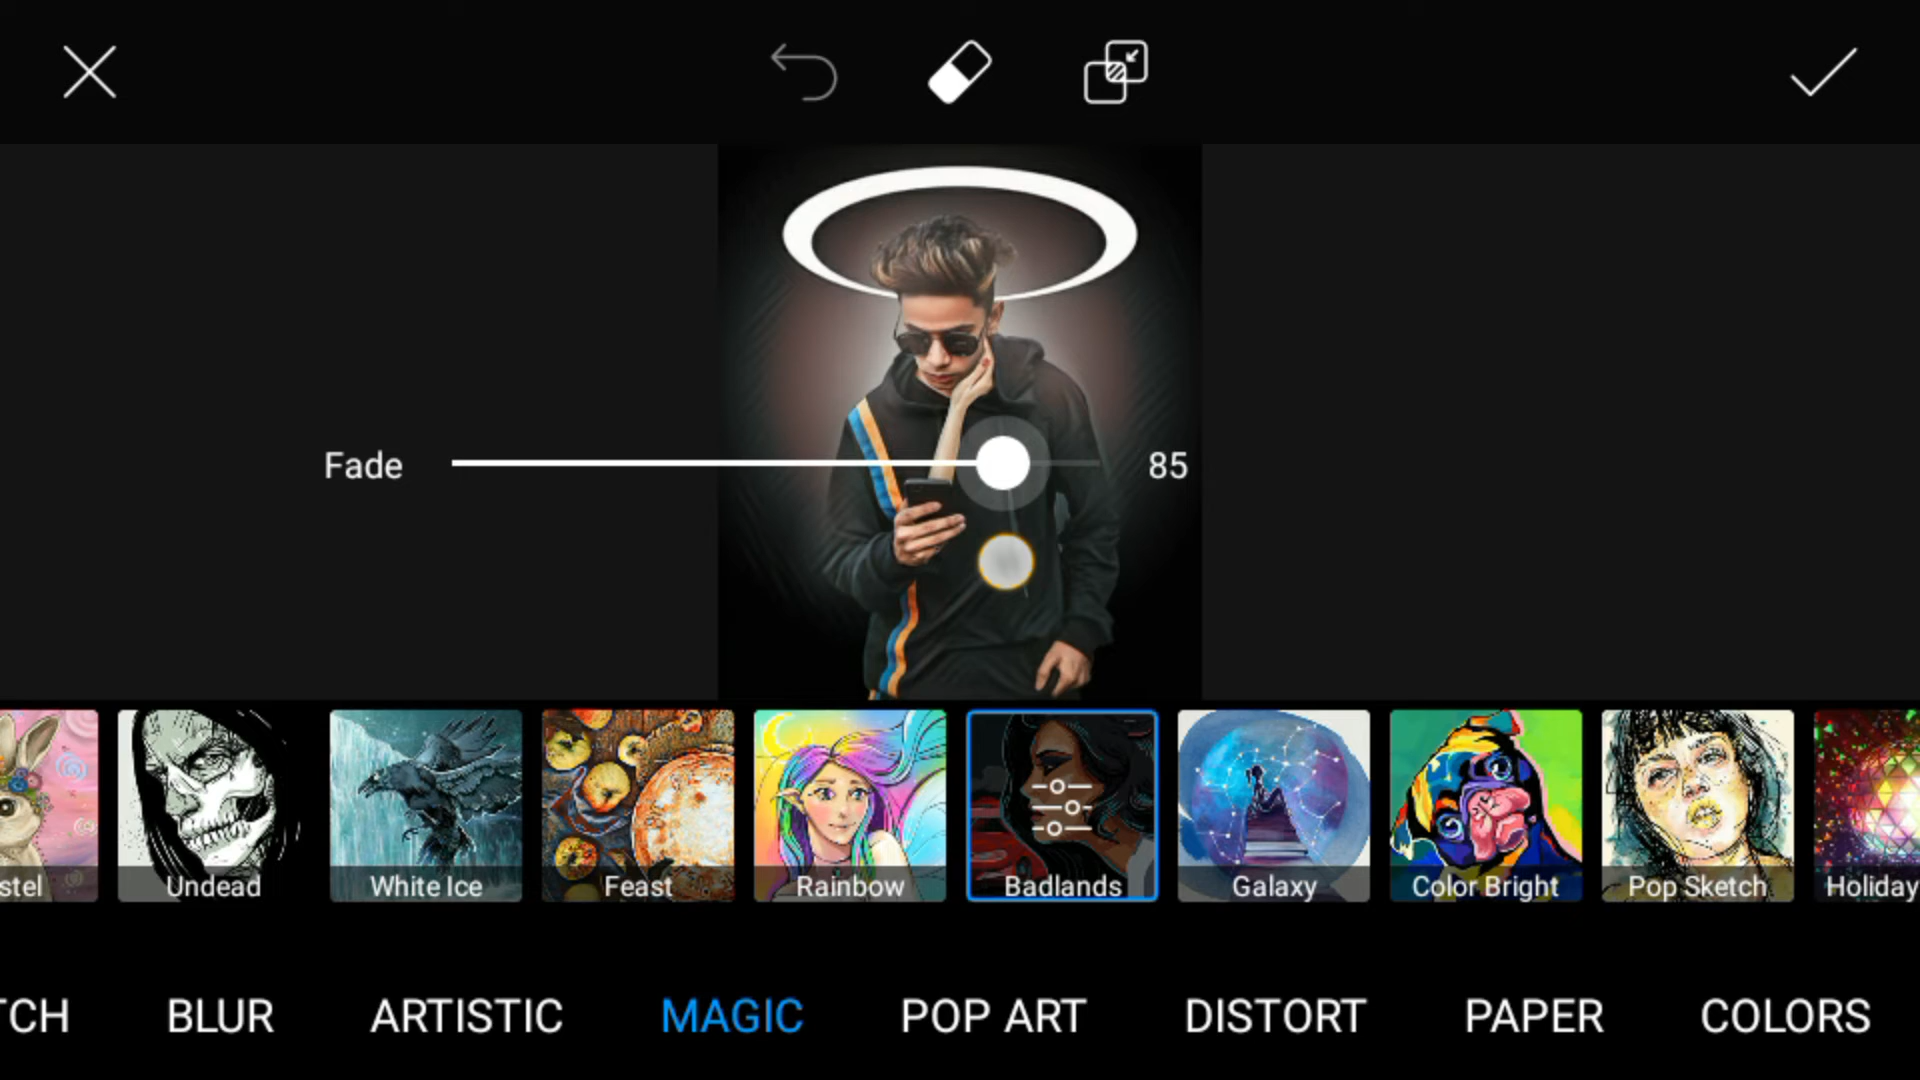 Fade 85
stel Undead White Ice Feast Rainbow Badlands Galaxy Color Bright Pop Sketch Holiday
TCH BLUR ARTISTIC MAGIC POP ART DISTORT PAPER COLORS